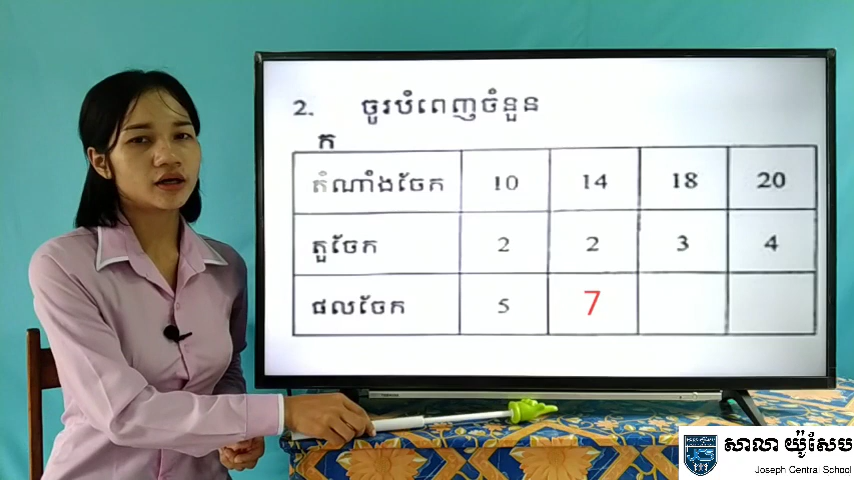 2. ចូរបំពេញចំនួន
ក
តំណាំងចែក 10 14 18 20
តួចែក 2 2 3 4
ផលចែក 5 7
សាលា យ៉ូសែប
Joseph Central School